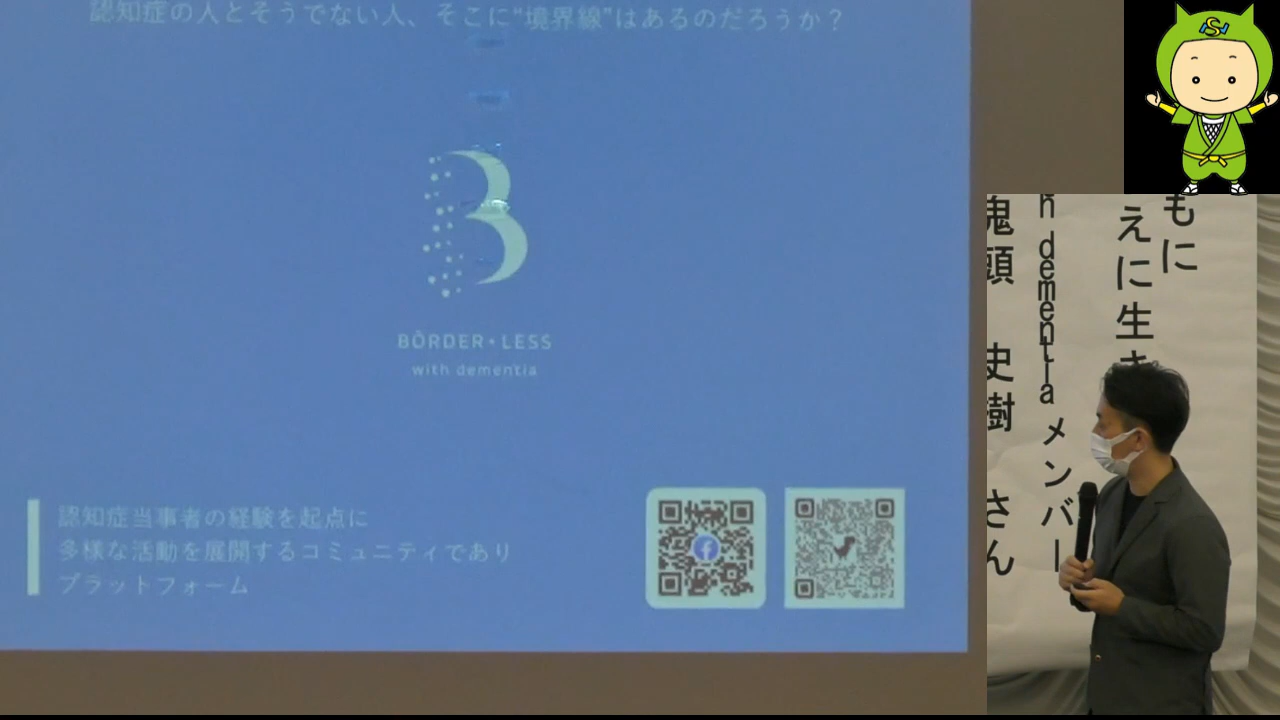 認知症の人とそうでない人、そこに“境界線”はあるのだろうか？
BORDER・LESS
with dementia
認知症当事者の経験を起点に
多様な活動を展開するコミュニティであり
プラットフォーム
もに
えに生き
n dementia メンバー
鬼頭 史樹 さん
S